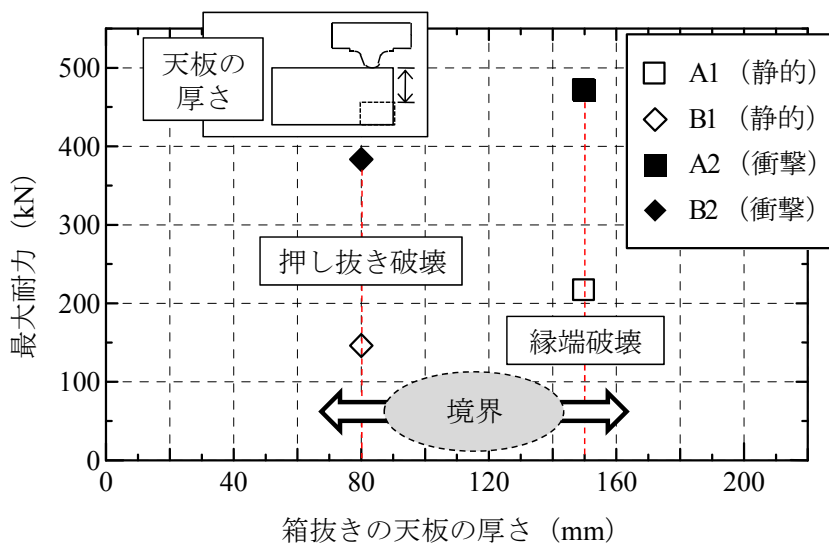 天板の
厚さ
A1 (静的)
B1 (静的)
A2 (衝撃)
B2 (衝撃)
押し抜き破壊
縁端破壊
境界
最大耐力 (kN)
500
400
300
200
100
0
0
40
80
120
160
200
箱抜きの天板の厚さ (mm)